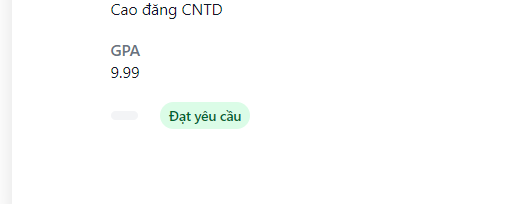 Cao đăng CNTD
GPA
9.99
Đạt yêu cầu